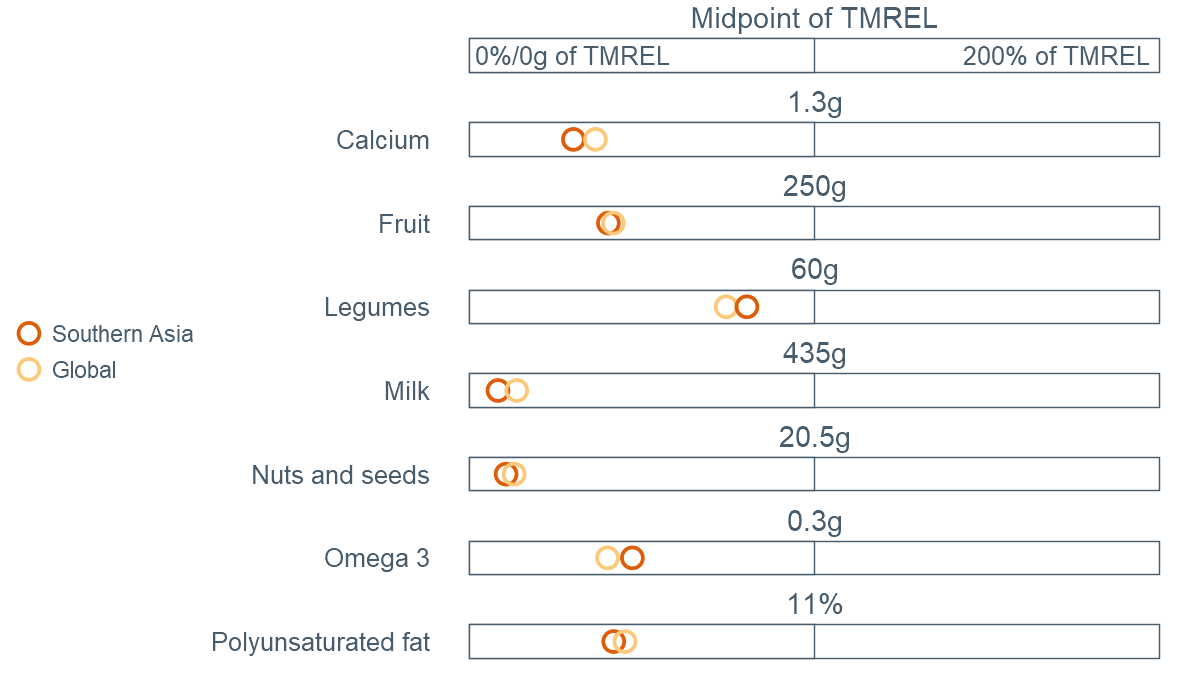 Midpoint of TMREL
0%/0g of TMREL
200% of TMREL
1.3g
Calcium
250g
Fruit
60g
Legumes
Southern Asia
Global
435g
Milk
20.5g
Nuts and seeds
0.3g
Omega 3
11%
Polyunsaturated fat